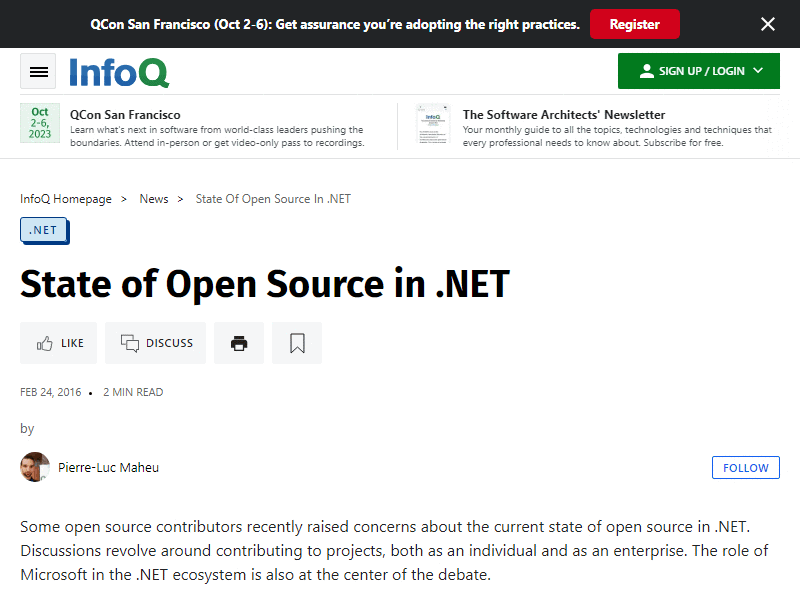 QCon San Francisco (Oct 2-6): Get assurance you're adopting the right practices.
Register
InfoQ
SIGN UP / LOGIN
Oct
2-6,
2023
QCon San Francisco
Learn what's next in software from world-class leaders pushing the
boundaries. Attend in-person or get video-only pass to recordings.
InfoQ
The Software Architects' Newsletter
Your monthly guide to all the topics, technologies and techniques that
every professional needs to know about. Subscribe for free.
InfoQ Homepage > News > State Of Open Source In .NET
.NET
State of Open Source in .NET
LIKE
DISCUSS
FEB 24, 2016 • 2 MIN READ
by
Pierre-Luc Maheu
FOLLOW
Some open source contributors recently raised concerns about the current state of open source in .NET.
Discussions revolve around contributing to projects, both as an individual and as an enterprise. The role of
Microsoft in the .NET ecosystem is also at the center of the debate.